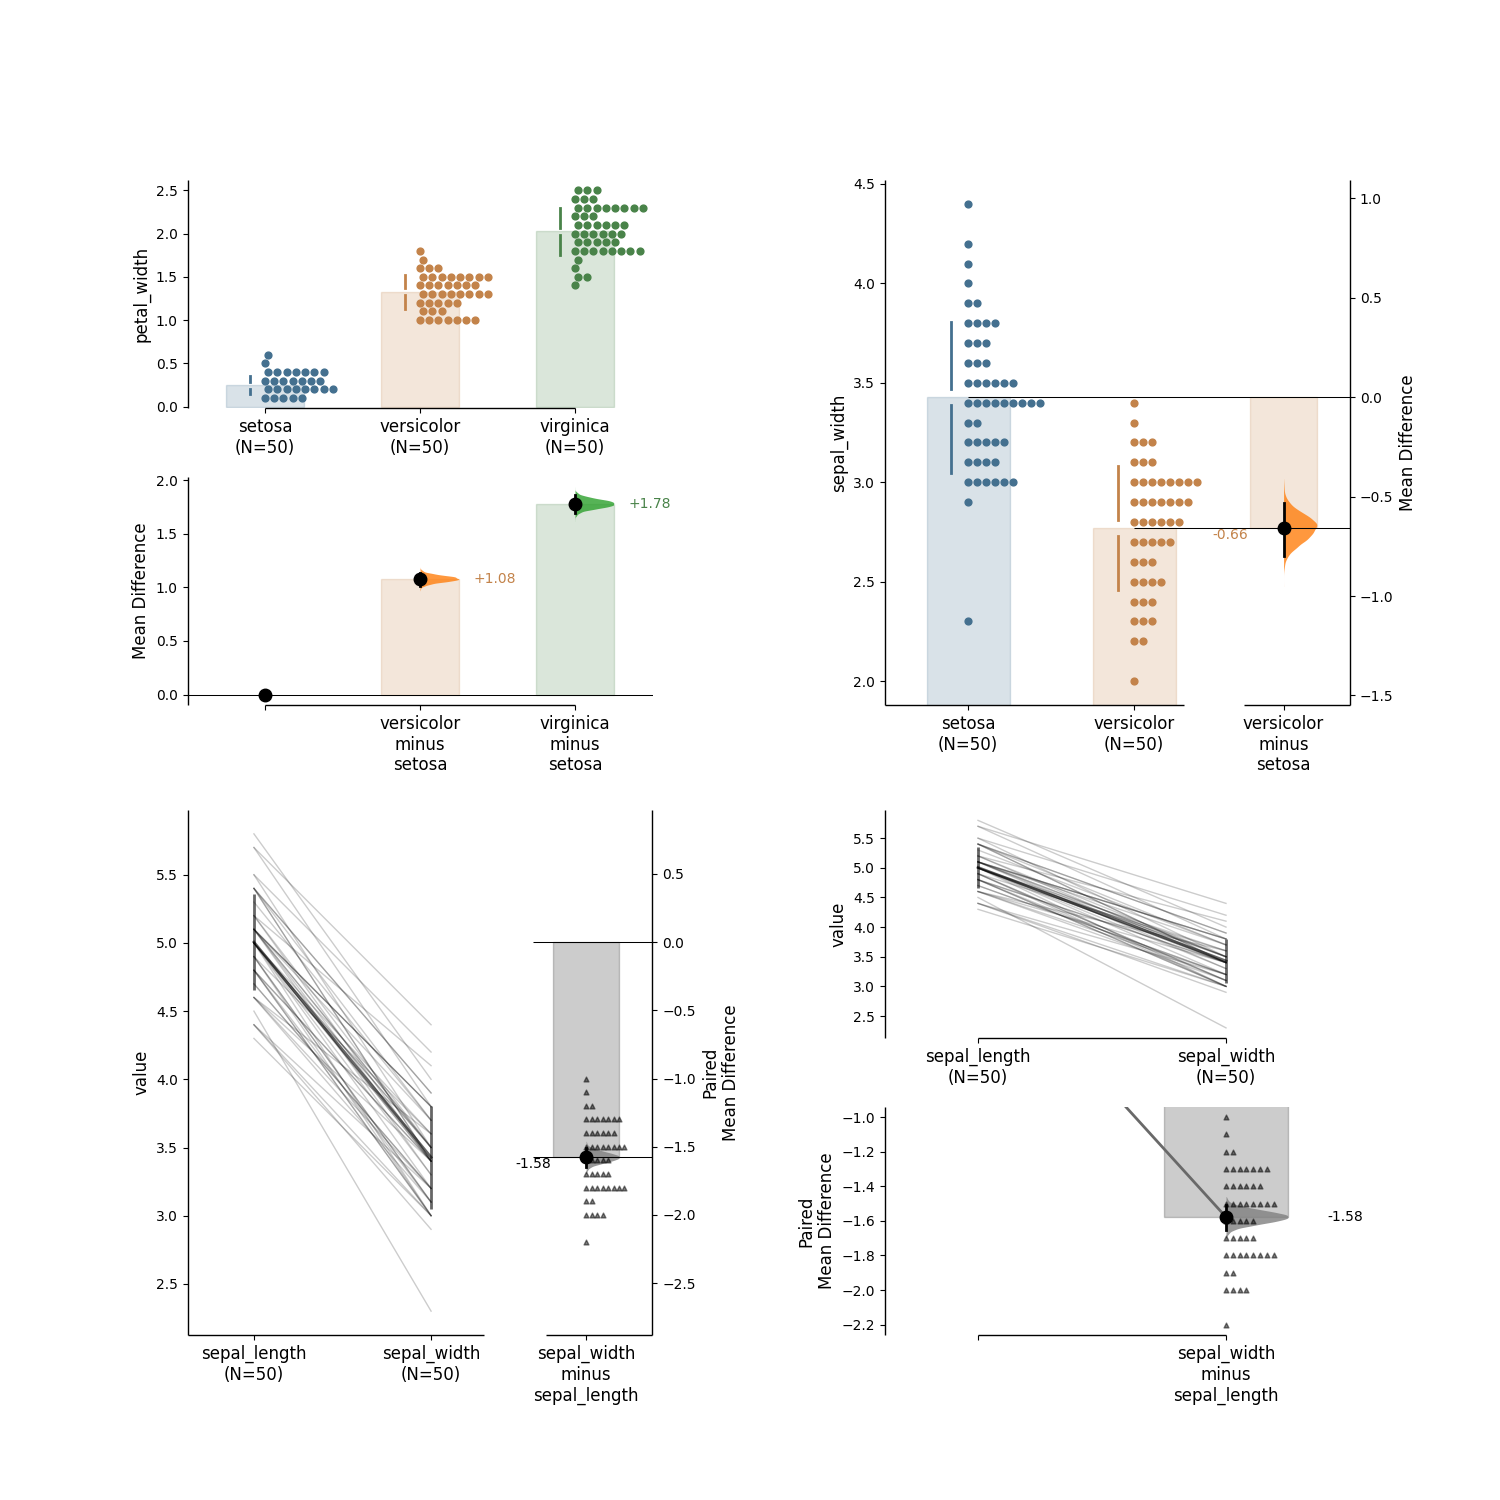 petal_width
2.5
2.0
1.5
1.0
0.5
0.0
setosa
(N=50)
versicolor
(N=50)
virginica
(N=50)
Mean Difference
2.0
1.5
1.0
0.5
0.0
+1.08
+1.78
versicolor
minus
setosa
virginica
minus
setosa
sepal_width
4.5
4.0
3.5
3.0
2.5
2.0
setosa
(N=50)
versicolor
(N=50)
-0.66
1.0
0.5
0.0
−0.5
−1.0
−1.5
Mean Difference
versicolor
minus
setosa
value
5.5
5.0
4.5
4.0
3.5
3.0
2.5
sepal_length
(N=50)
sepal_width
(N=50)
-1.58
0.5
0.0
−0.5
−1.0
−1.5
−2.0
−2.5
Paired
Mean Difference
sepal_width
minus
sepal_length
value
5.5
5.0
4.5
4.0
3.5
3.0
2.5
sepal_length
(N=50)
sepal_width
(N=50)
Paired
Mean Difference
−1.0
−1.2
−1.4
−1.6
−1.8
−2.0
−2.2
-1.58
sepal_width
minus
sepal_length